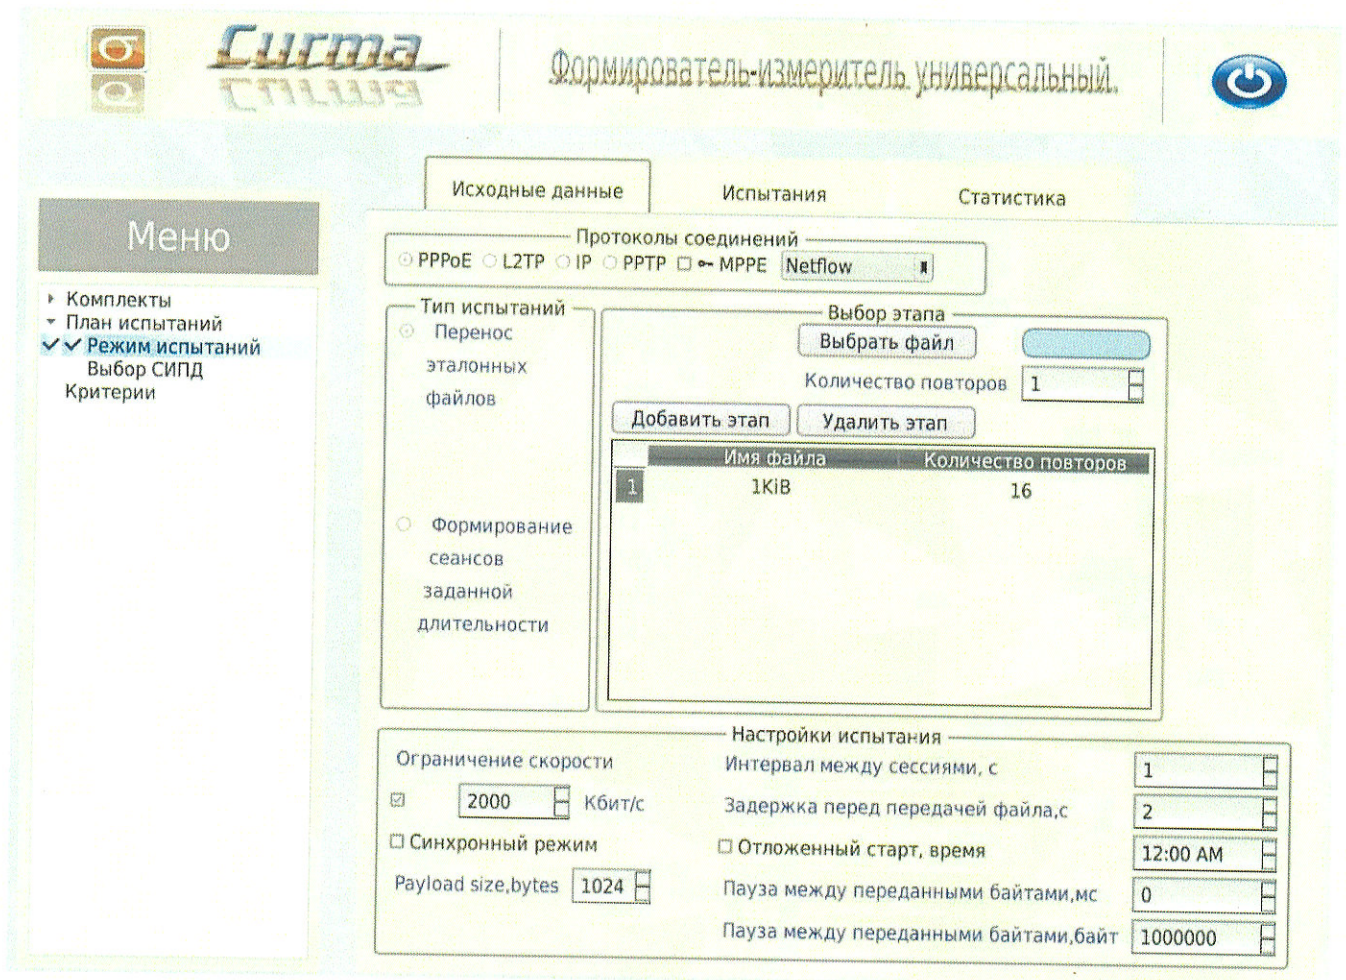 σ
Сигма
Формирователь-измеритель универсальный.
Исходные данные
Испытания
Статистика
Меню
Комплекты
План испытаний
Режим испытаний
Выбор СИПД
Критерии
Протоколы соединений
PPPoE L2TP IP PPTP MPPE Netflow
Тип испытаний
Перенос
эталонных
файлов
Формирование
сеансов
заданной
длительности
Выбор этапа
Выбрать файл
Количество повторов 1
Добавить этап Удалить этап
Имя файла Количество повторов
1 1KiB 16
Настройки испытания
Ограничение скорости
2000 Кбит/с
Синхронный режим
Payload size,bytes 1024
Интервал между сессиями, с 1
Задержка перед передачей файла,с 2
Отложенный старт, время 12:00 AM
Пауза между переданными байтами,мс 0
Пауза между переданными байтами,байт 1000000